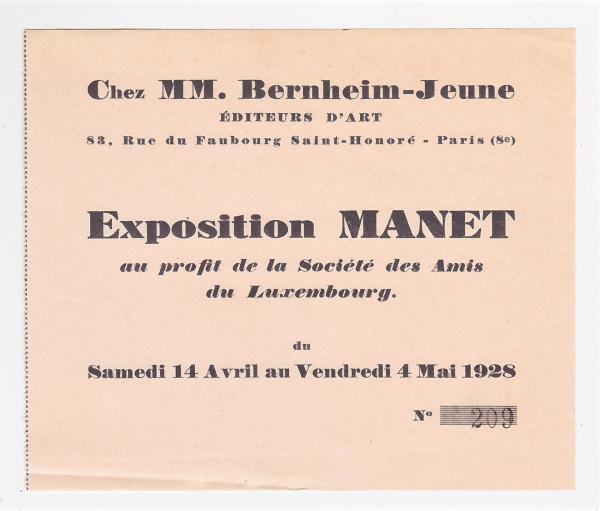 Chez MM. Bernheim-Jeune
ÉDITEURS D'ART
83, Rue du Faubourg Saint-Honoré - Paris (8e)
Exposition MANET
au profit de la Société des Amis
du Luxembourg.
du
Samedi 14 Avril au Vendredi 4 Mai 1928
No 209